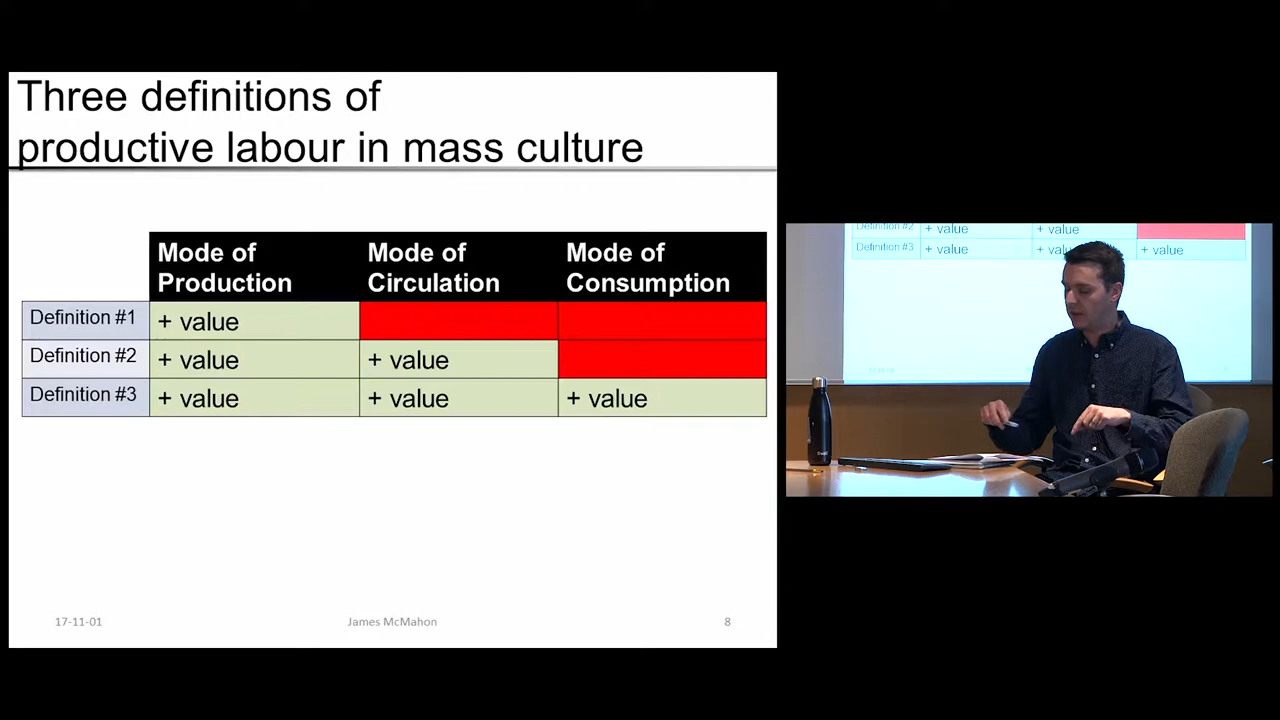 Three definitions of
productive labour in mass culture
Mode of Production Mode of Circulation Mode of Consumption
Definition #1 + value
Definition #2 + value + value
Definition #3 + value + value + value
17-11-01 James McMahon 8
Definition #2 + value + value
Definition #3 + value + value + value